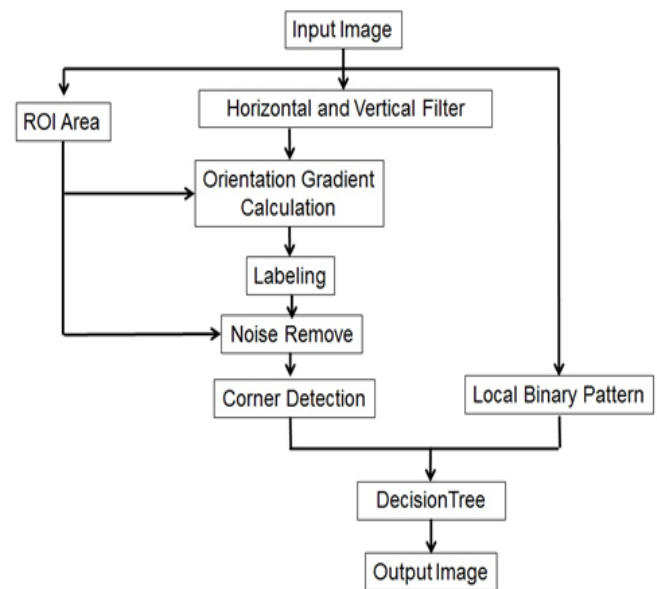 Input Image
ROI Area
Horizontal and Vertical Filter
Orientation Gradient
Calculation
Labeling
Noise Remove
Corner Detection
Local Binary Pattern
DecisionTree
Output Image